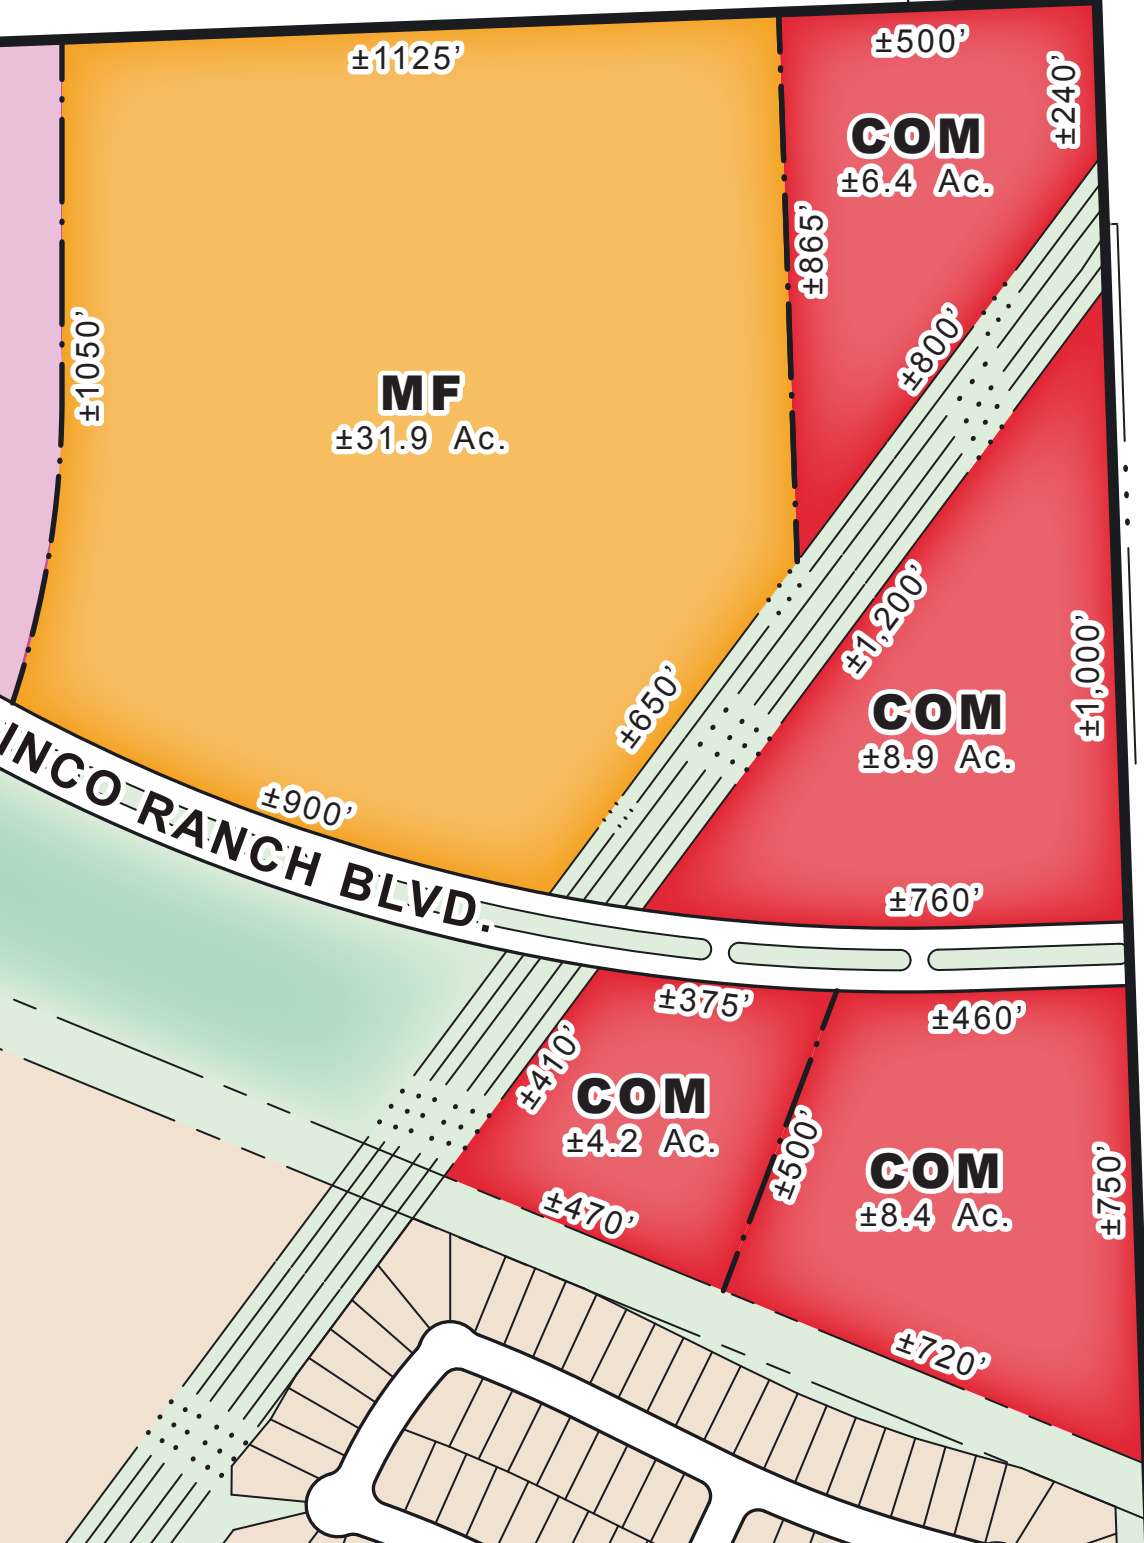 ±1125’
±500’
±240’
COM
±6.4 Ac.
±865’
±1050’
±800’
MF
±31.9 Ac.
±1,200’
±1,000’
±650’
COM
±8.9 Ac.
±900’
±760’
INCO RANCH BLVD.
±375’
±460’
±410’
COM
±4.2 Ac.
±500’
COM
±8.4 Ac.
±750’
±470’
±720’